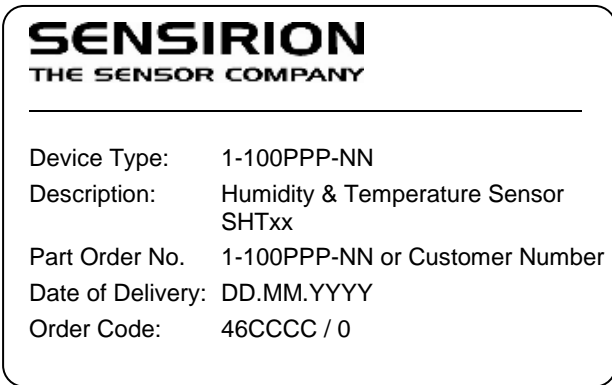 SENSIRION
THE SENSOR COMPANY
Device Type: 1-100PPP-NN
Description: Humidity & Temperature Sensor
SHTxx
Part Order No. 1-100PPP-NN or Customer Number
Date of Delivery: DD.MM.YYYY
Order Code: 46CCCC / 0